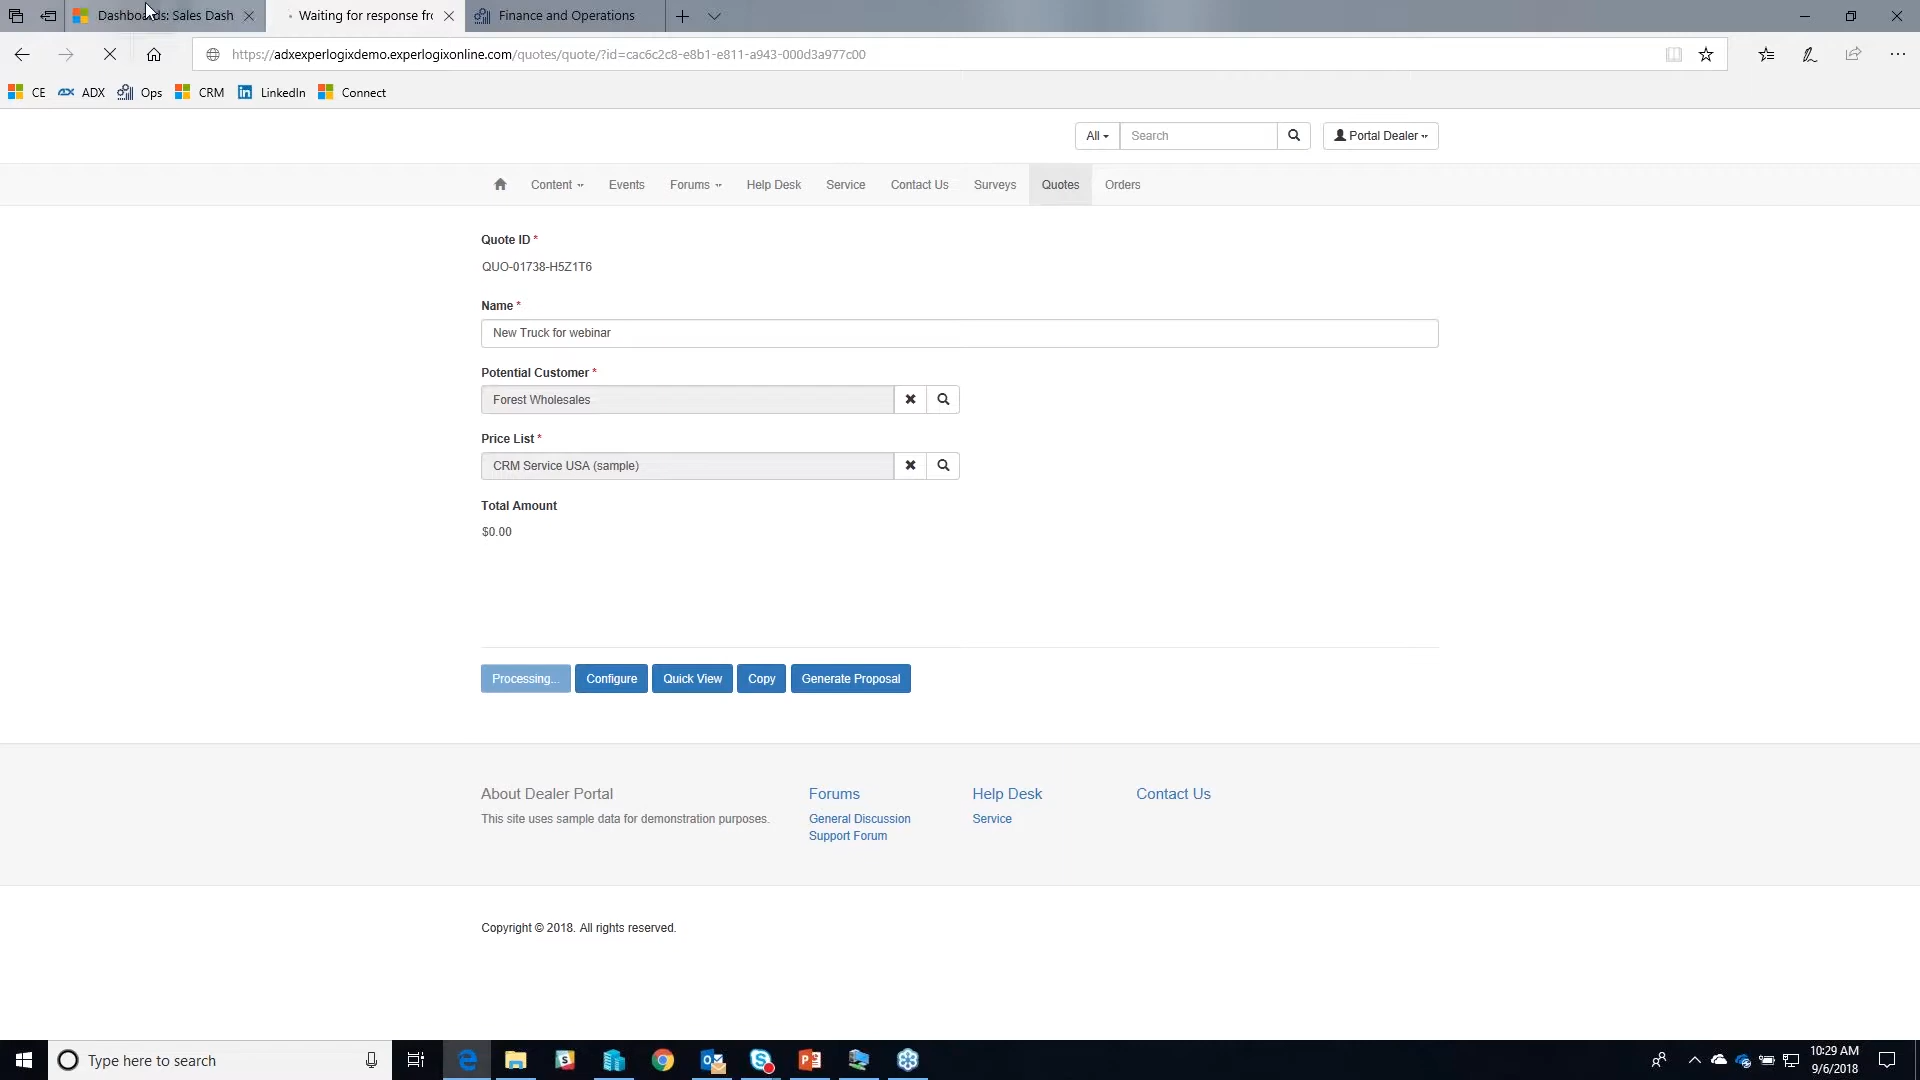 Dashboards: Sales Dash
Waiting for response fro
Finance and Operations
https://adxexperlogixdemo.experlogixonline.com/quotes/quote/?id=cac6c2c8-e8b1-e811-a943-000d3a977c00
CE ADX Ops CRM LinkedIn Connect
All Search Portal Dealer
Content Events Forums Help Desk Service Contact Us Surveys Quotes Orders
Quote ID *
QUO-01738-H5Z1T6
Name *
New Truck for webinar
Potential Customer *
Forest Wholesales
Price List *
CRM Service USA (sample)
Total Amount
$0.00
Processing... Configure Quick View Copy Generate Proposal
About Dealer Portal
This site uses sample data for demonstration purposes.
Forums
General Discussion
Support Forum
Help Desk
Service
Contact Us
Copyright © 2018. All rights reserved.
Type here to search
10:29 AM
9/6/2018